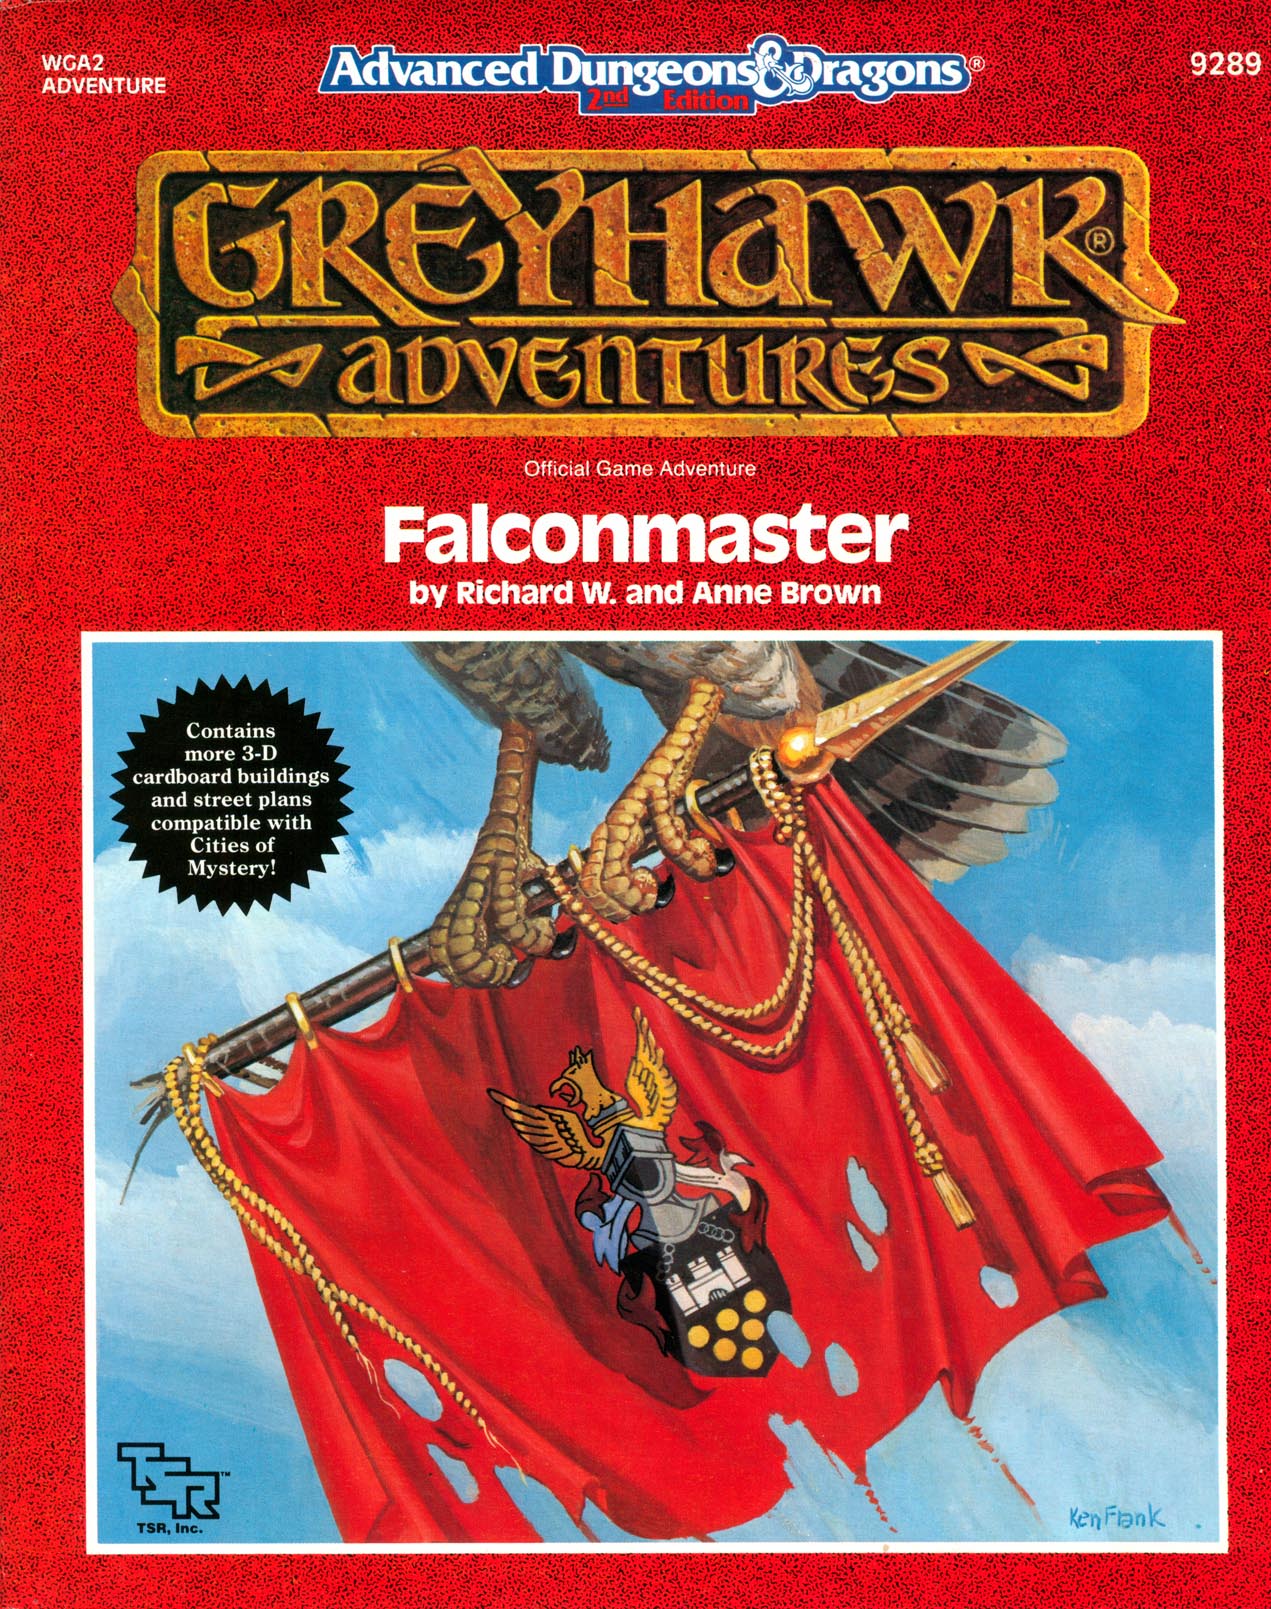 WGA2
ADVENTURE
Advanced Dungeons & Dragons®
2nd Edition
9289
GREYHAWK®
ADVENTURES
Official Game Adventure
Falconmaster
by Richard W. and Anne Brown
Contains
more 3-D
cardboard buildings
and street plans
compatible with
Cities of
Mystery!
TSR™
TSR, Inc.
Ken Frank